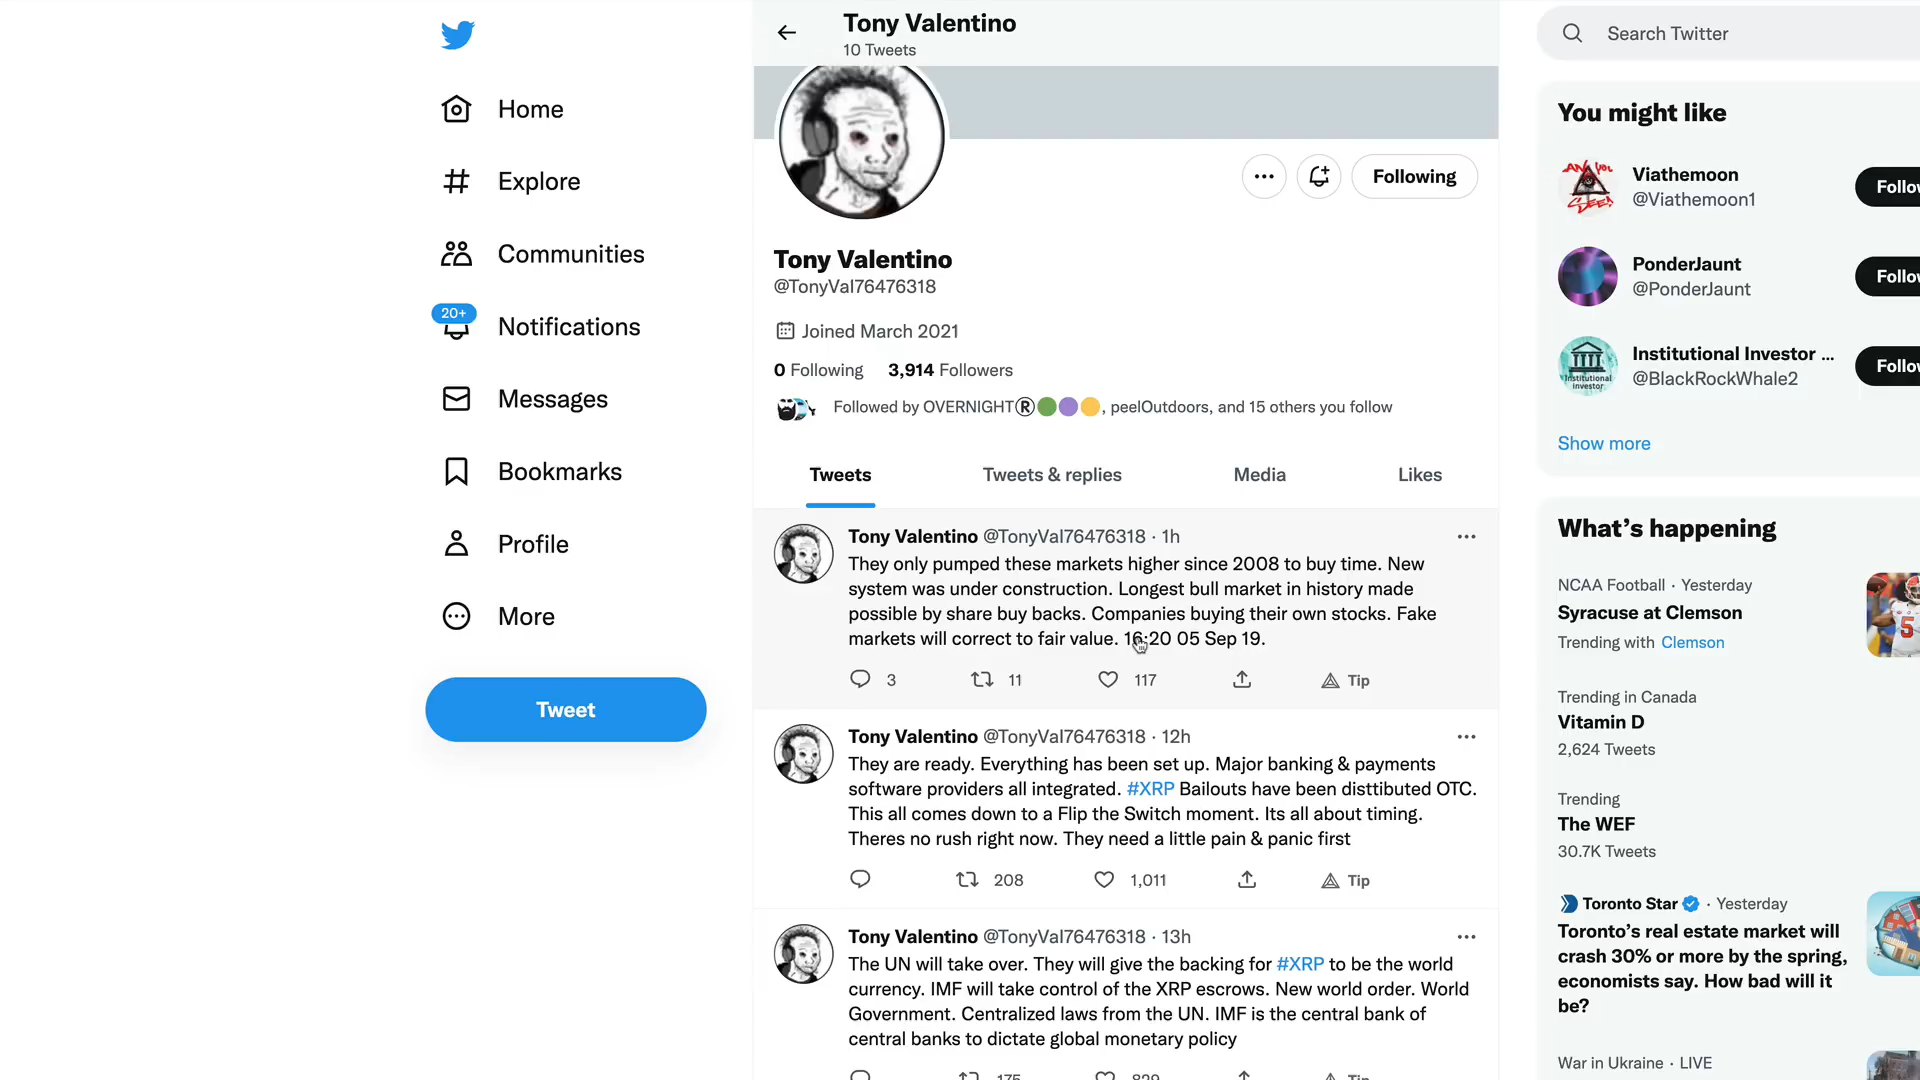 Tony Valentino
10 Tweets
Search Twitter
Home
Explore
Communities
20+
Notifications
Messages
Bookmarks
Profile
More
Tweet
Following
Tony Valentino
@TonyVal76476318
Joined March 2021
0 Following 3,914 Followers
Followed by OVERNIGHT®🟢🟣🟡, peelOutdoors, and 15 others you follow
Tweets Tweets & replies Media Likes
Tony Valentino @TonyVal76476318 · 1h
They only pumped these markets higher since 2008 to buy time. New
system was under construction. Longest bull market in history made
possible by share buy backs. Companies buying their own stocks. Fake
markets will correct to fair value. 16:20 05 Sep 19.
3 11 117 Tip
Tony Valentino @TonyVal76476318 · 12h
They are ready. Everything has been set up. Major banking & payments
software providers all integrated. #XRP Bailouts have been disttibuted OTC.
This all comes down to a Flip the Switch moment. Its all about timing.
Theres no rush right now. They need a little pain & panic first
208 1,011 Tip
Tony Valentino @TonyVal76476318 · 13h
The UN will take over. They will give the backing for #XRP to be the world
currency. IMF will take control of the XRP escrows. New world order. World
Government. Centralized laws from the UN. IMF is the central bank of
central banks to dictate global monetary policy
175 829 Tip
You might like
Viathemoon
@Viathemoon1
Follo
PonderJaunt
@PonderJaunt
Follo
Institutional Investor ...
@BlackRockWhale2
Follo
Institutional
Investor
Show more
What's happening
NCAA Football · Yesterday
Syracuse at Clemson
Trending with Clemson
5
Trending in Canada
Vitamin D
2,624 Tweets
Trending
The WEF
30.7K Tweets
Toronto Star · Yesterday
Toronto's real estate market will
crash 30% or more by the spring,
economists say. How bad will it
be?
War in Ukraine · LIVE